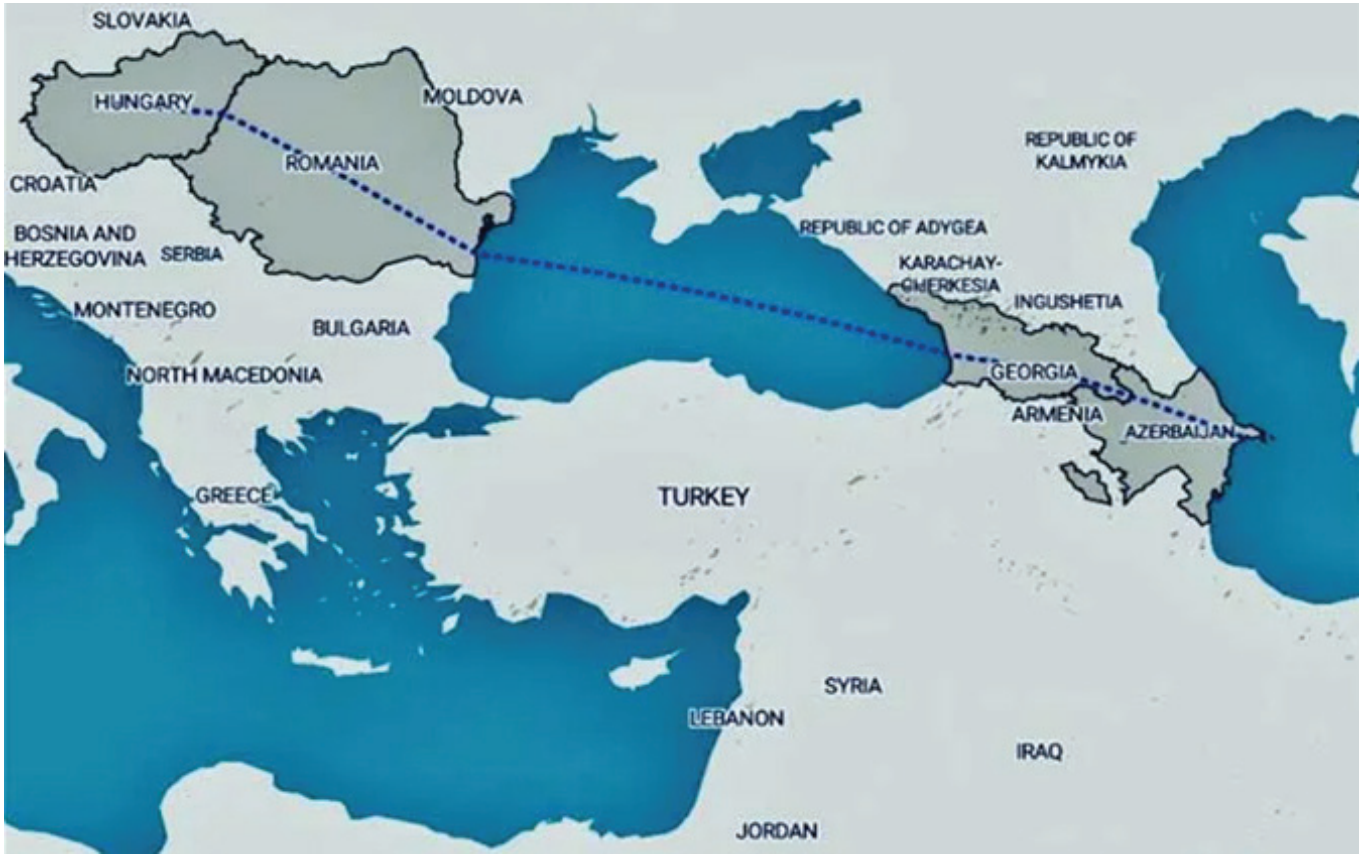 SLOVAKIA
HUNGARY
MOLDOVA
ROMANIA
REPUBLIC OF
KALMYKIA
CROATIA
BOSNIA AND
HERZEGOVINA
SERBIA
REPUBLIC OF ADYGEA
KARACHAY-
CHERKESIA
INGUSHETIA
MONTENEGRO
BULGARIA
NORTH MACEDONIA
GEORGIA
ARMENIA
AZERBAIJAN
GREECE
TURKEY
SYRIA
LEBANON
IRAQ
JORDAN